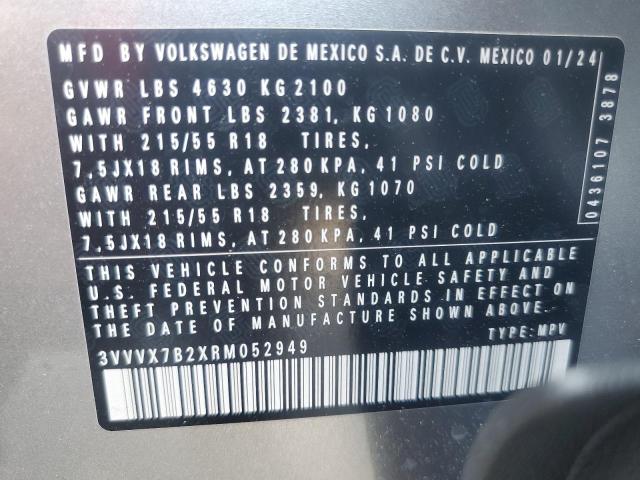 MFD BY VOLKSWAGEN DE MEXICO S.A. DE C.V. MEXICO 01/24
GVWR LBS 4630 KG 2100
GAWR FRONT LBS 2381, KG 1080
WITH 215/55 R18 TIRES,
7,5JX18 RIMS, AT 280 KPA, 41 PSI COLD
GAWR REAR LBS 2359, KG 1070
WITH 215/55 R18 TIRES,
7,5JX18 RIMS, AT 280 KPA, 41 PSI COLD
0436107 3878
THIS VEHICLE CONFORMS TO ALL APPLICABLE
U.S. FEDERAL MOTOR VEHICLE SAFETY AND
THEFT PREVENTION STANDARDS IN EFFECT ON
THE DATE OF MANUFACTURE SHOWN ABOVE.
3VVVX7B2XRM052949
TYPE: MPV